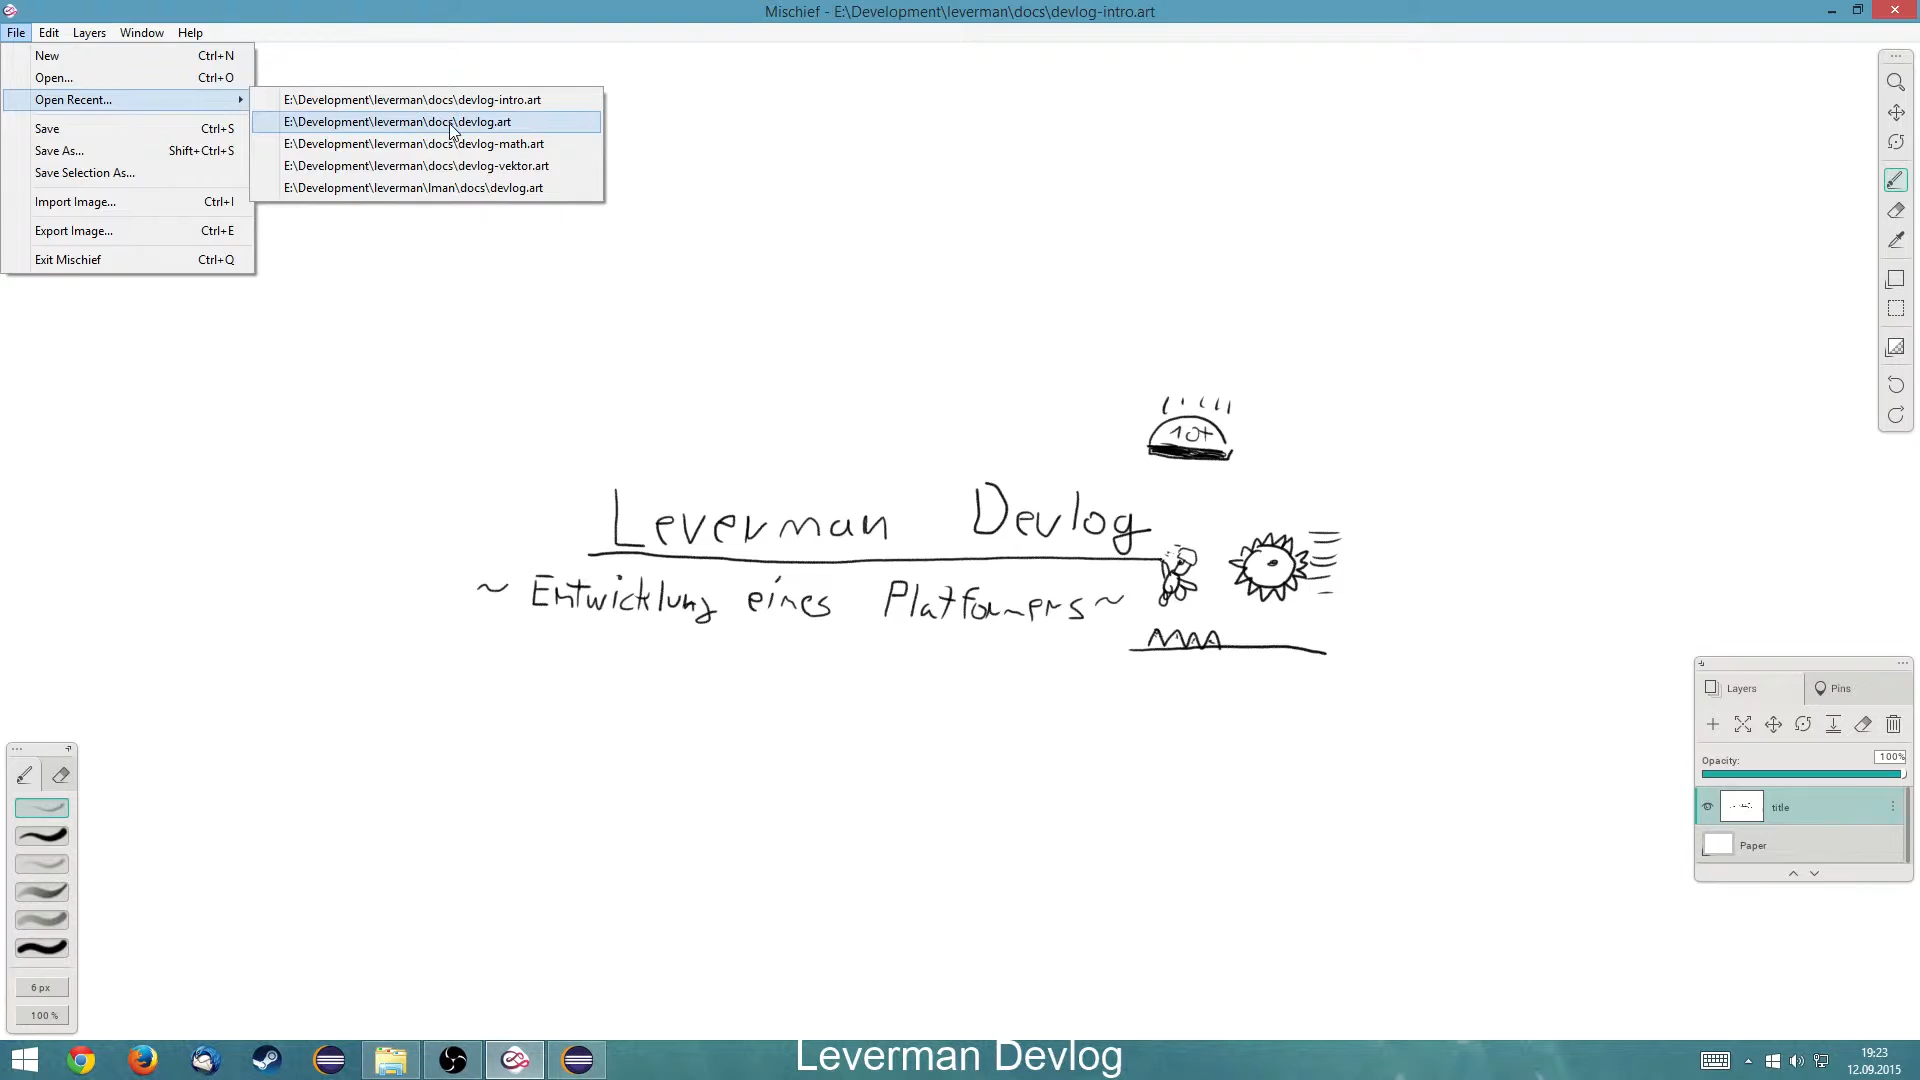 Mischief - E:\Development\leverman\docs\devlog-intro.art
File Edit Layers Window Help
New Ctrl+N
Open... Ctrl+O
Open Recent...
Save Ctrl+S
Save As... Shift+Ctrl+S
Save Selection As...
Import Image... Ctrl+I
Export Image... Ctrl+E
Exit Mischief Ctrl+Q
E:\Development\leverman\docs\devlog-intro.art
E:\Development\leverman\docs\devlog.art
E:\Development\leverman\docs\devlog-math.art
E:\Development\leverman\docs\devlog-vektor.art
E:\Development\leverman\lman\docs\devlog.art
10t
Leverman Devlog
~ Entwicklung eines Platformers ~
Layers Pins
Opacity: 100%
title
Paper
6 px
100 %
Leverman Devlog
19:23
12.09.2015